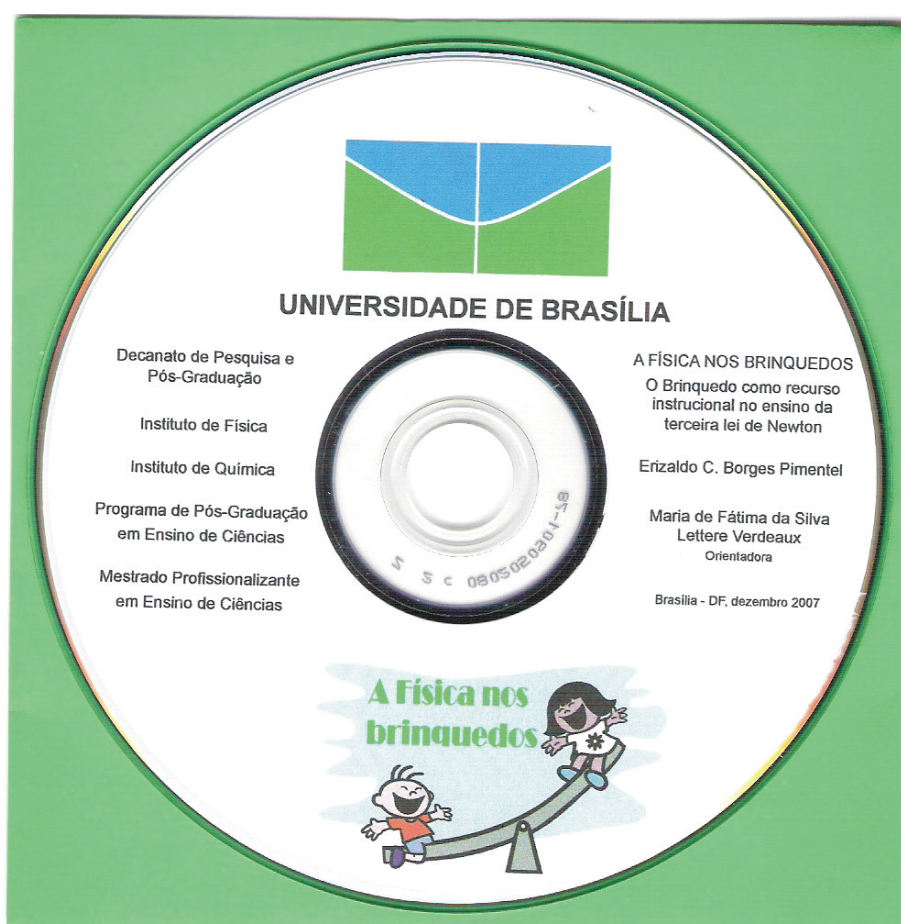 UNIVERSIDADE DE BRASÍLIA
Decanato de Pesquisa e
Pós-Graduação
Instituto de Física
Instituto de Química
Programa de Pós-Graduação
em Ensino de Ciências
Mestrado Profissionalizante
em Ensino de Ciências
A FÍSICA NOS BRINQUEDOS
O Brinquedo como recurso
instrucional no ensino da
terceira lei de Newton
Erizaldo C. Borges Pimentel
Maria de Fátima da Silva
Lettere Verdeaux
Orientadora
Brasília - DF, dezembro 2007
A Física nos
brinquedos